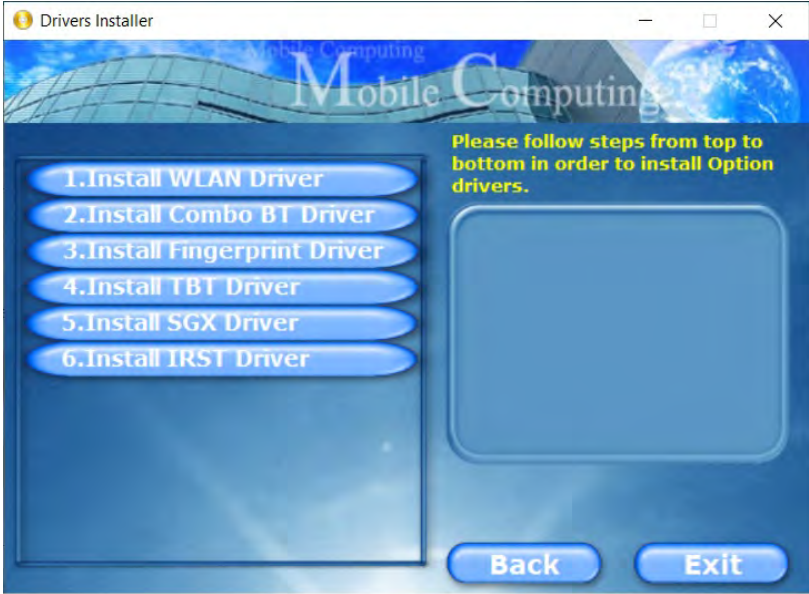 Drivers Installer
Mobile Computing
Mobile Computing
Please follow steps from top to
bottom in order to install Option
drivers.
1.Install WLAN Driver
2.Install Combo BT Driver
3.Install Fingerprint Driver
4.Install TBT Driver
5.Install SGX Driver
6.Install IRST Driver
Back
Exit